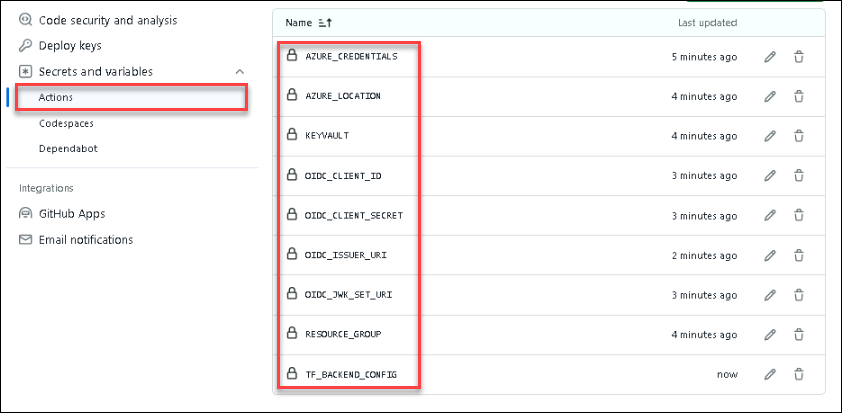 Code security and analysis
Deploy keys
Secrets and variables
Actions
Codespaces
Dependabot
Integrations
GitHub Apps
Email notifications
Name Last updated
AZURE_CREDENTIALS 5 minutes ago
AZURE_LOCATION 4 minutes ago
KEYVAULT 4 minutes ago
OIDC_CLIENT_ID 3 minutes ago
OIDC_CLIENT_SECRET 3 minutes ago
OIDC_ISSUER_URI 2 minutes ago
OIDC_JWK_SET_URI 3 minutes ago
RESOURCE_GROUP 4 minutes ago
TF_BACKEND_CONFIG now